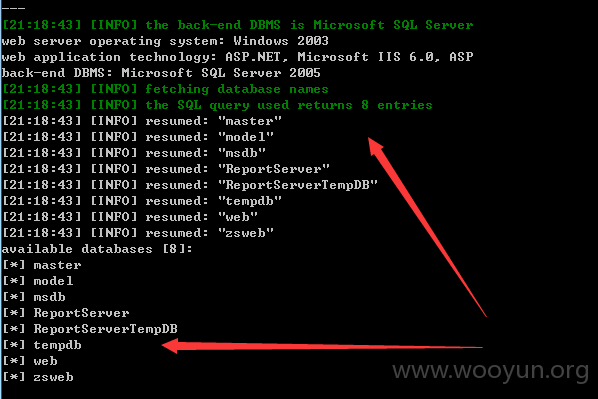 ---
[21:18:43] [INFO] the back-end DBMS is Microsoft SQL Server
web server operating system: Windows 2003
web application technology: ASP.NET, Microsoft IIS 6.0, ASP
back-end DBMS: Microsoft SQL Server 2005
[21:18:43] [INFO] fetching database names
[21:18:43] [INFO] the SQL query used returns 8 entries
[21:18:43] [INFO] resumed: "master"
[21:18:43] [INFO] resumed: "model"
[21:18:43] [INFO] resumed: "msdb"
[21:18:43] [INFO] resumed: "ReportServer"
[21:18:43] [INFO] resumed: "ReportServerTempDB"
[21:18:43] [INFO] resumed: "tempdb"
[21:18:43] [INFO] resumed: "web"
[21:18:43] [INFO] resumed: "zsweb"
available databases [8]:
[*] master
[*] model
[*] msdb
[*] ReportServer
[*] ReportServerTempDB
[*] tempdb
[*] web
[*] zsweb
www.wooyun.org